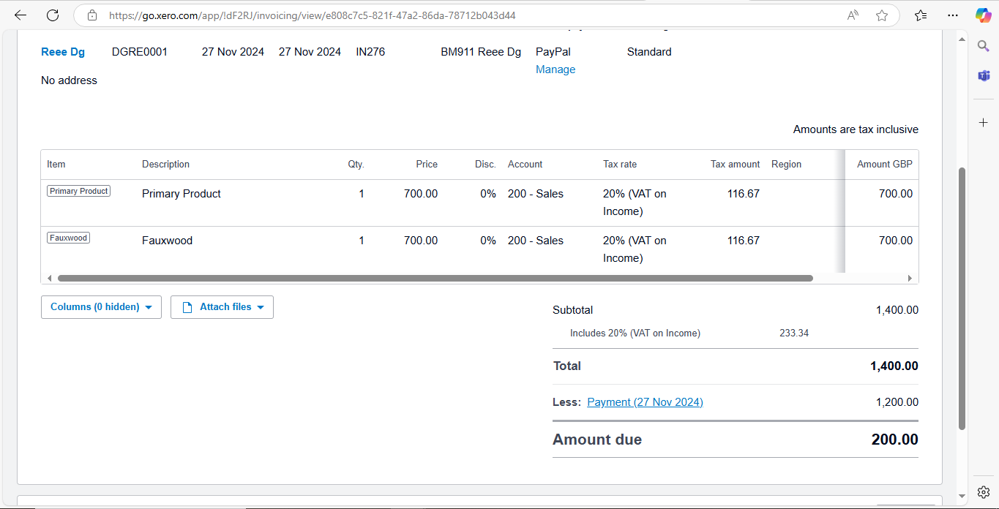 https://go.xero.com/app/!dF2RJ/invoicing/view/e808c7c5-821f-47a2-86da-78712b043d44
Reee Dg DGRE0001 27 Nov 2024 27 Nov 2024 IN276 BM911 Reee Dg PayPal Standard
Manage
No address
Amounts are tax inclusive
Item Description Qty. Price Disc. Account Tax rate Tax amount Region Amount GBP
Primary Product Primary Product 1 700.00 0% 200 - Sales 20% (VAT on 116.67 700.00
Income)
Fauxwood Fauxwood 1 700.00 0% 200 - Sales 20% (VAT on 116.67 700.00
Income)
Columns (0 hidden) Attach files
Subtotal 1,400.00
Includes 20% (VAT on Income) 233.34
Total 1,400.00
Less: Payment (27 Nov 2024) 1,200.00
Amount due 200.00